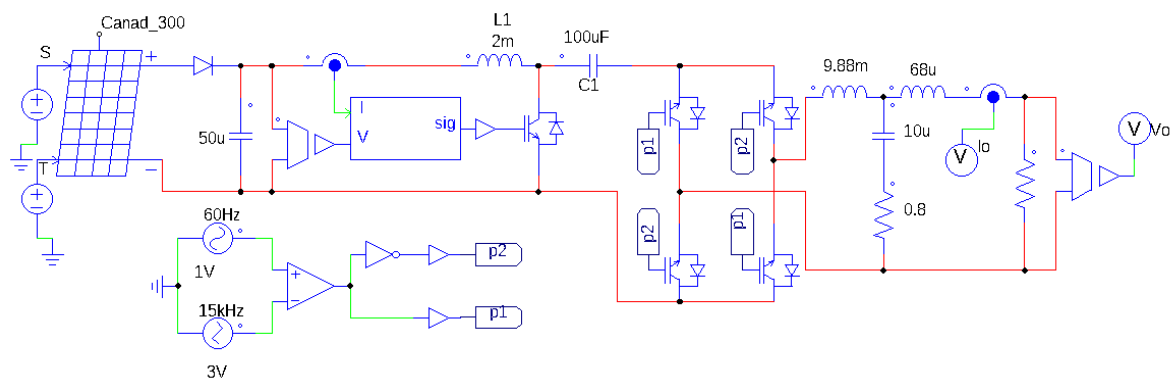 Canad_300
S
+
T
−
50u
I
V
sig
L1
2m
100uF
C1
p1
p2
p2
p1
9.88m
68u
10u
0.8
Io
V
V
Vo
60Hz
1V
15kHz
3V
+
−
p2
p1